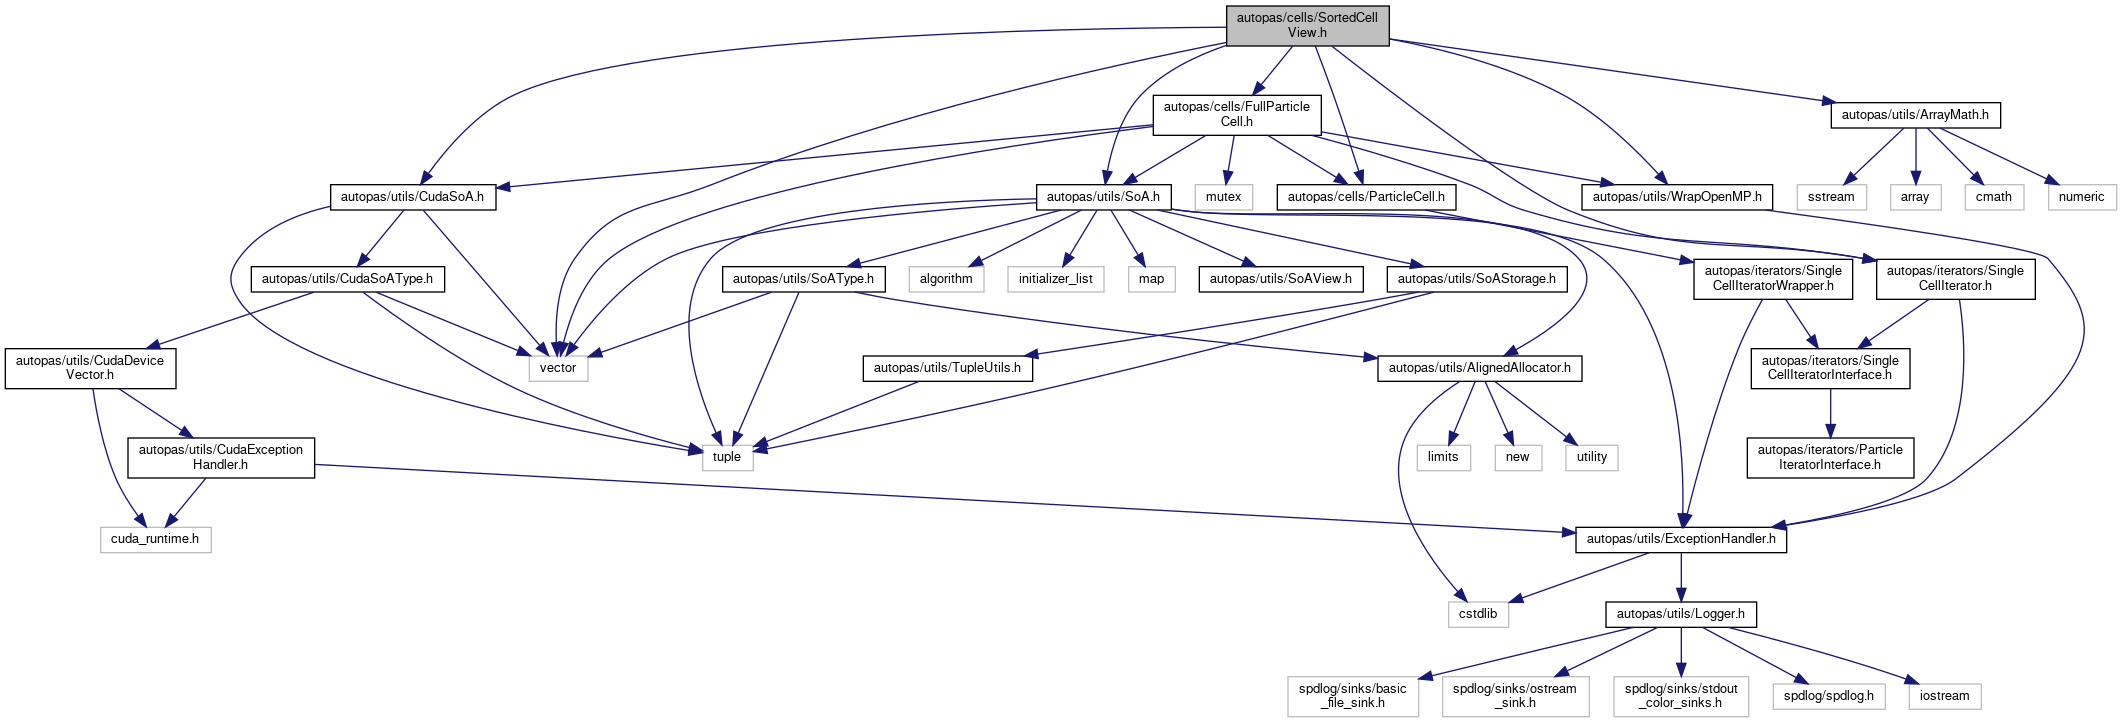 autopas/cells/SortedCell
View.h
autopas/cells/FullParticle
Cell.h
autopas/utils/ArrayMath.h
autopas/utils/CudaSoA.h
autopas/utils/SoA.h
mutex
autopas/cells/ParticleCell.h
autopas/utils/WrapOpenMP.h
sstream
array
cmath
numeric
autopas/utils/CudaSoAType.h
autopas/utils/SoAType.h
algorithm
initializer_list
map
autopas/utils/SoAView.h
autopas/utils/SoAStorage.h
autopas/iterators/Single
CellIteratorWrapper.h
autopas/iterators/Single
CellIterator.h
autopas/utils/CudaDevice
Vector.h
vector
autopas/utils/TupleUtils.h
autopas/utils/AlignedAllocator.h
autopas/iterators/Single
CellIteratorInterface.h
autopas/utils/CudaException
Handler.h
tuple
limits
new
utility
autopas/iterators/Particle
IteratorInterface.h
cuda_runtime.h
autopas/utils/ExceptionHandler.h
cstdlib
autopas/utils/Logger.h
spdlog/sinks/basic
_file_sink.h
spdlog/sinks/ostream
_sink.h
spdlog/sinks/stdout
_color_sinks.h
spdlog/spdlog.h
iostream